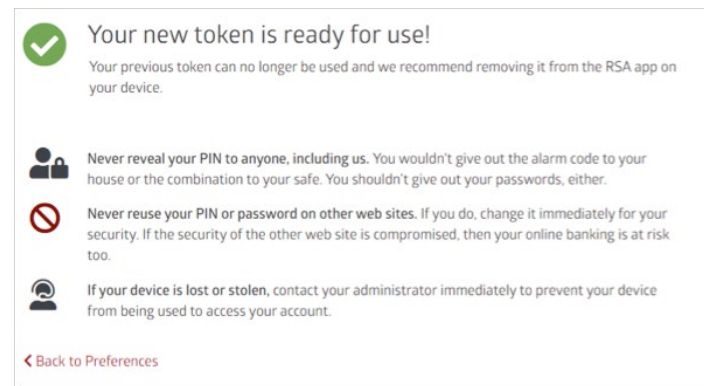 Your new token is ready for use!
Your previous token can no longer be used and we recommend removing it from the RSA app on
your device.
Never reveal your PIN to anyone, including us. You wouldn't give out the alarm code to your
house or the combination to your safe. You shouldn't give out your passwords, either.
Never reuse your PIN or password on other web sites. If you do, change it immediately for your
security. If the security of the other web site is compromised, then your online banking is at risk
too.
If your device is lost or stolen, contact your administrator immediately to prevent your device
from being used to access your account.
Back to Preferences